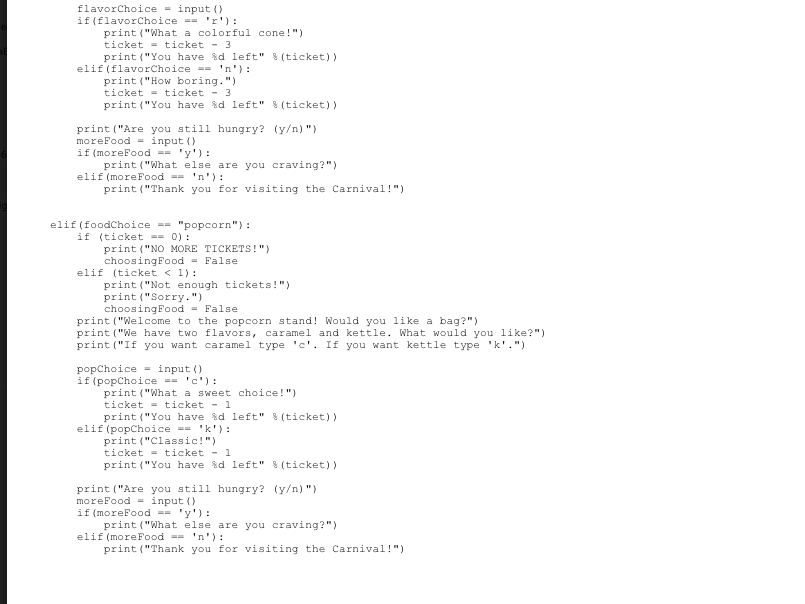 flavorChoice = input()
if(flavorChoice == 'r'):
print("What a colorful cone!")
ticket = ticket - 3
print("You have %d left" %(ticket))
elif(flavorChoice == 'n'):
print("How boring.")
ticket = ticket - 3
print("You have %d left" %(ticket))
print("Are you still hungry? (y/n)")
moreFood = input()
if(moreFood == 'y'):
print("What else are you craving?")
elif(moreFood == 'n'):
print("Thank you for visiting the Carnival!")
elif(foodChoice == "popcorn"):
if (ticket == 0):
print("NO MORE TICKETS!")
choosingFood = False
elif (ticket < 1):
print("Not enough tickets!")
print("Sorry.")
choosingFood = False
print("Welcome to the popcorn stand! Would you like a bag?")
print("We have two flavors, caramel and kettle. What would you like?")
print("If you want caramel type 'c'. If you want kettle type 'k'.")
popChoice = input()
if(popChoice == 'c'):
print("What a sweet choice!")
ticket = ticket - 1
print("You have %d left" %(ticket))
elif(popChoice == 'k'):
print("Classic!")
ticket = ticket - 1
print("You have %d left" %(ticket))
print("Are you still hungry? (y/n)")
moreFood = input()
if(moreFood == 'y'):
print("What else are you craving?")
elif(moreFood == 'n'):
print("Thank you for visiting the Carnival!")